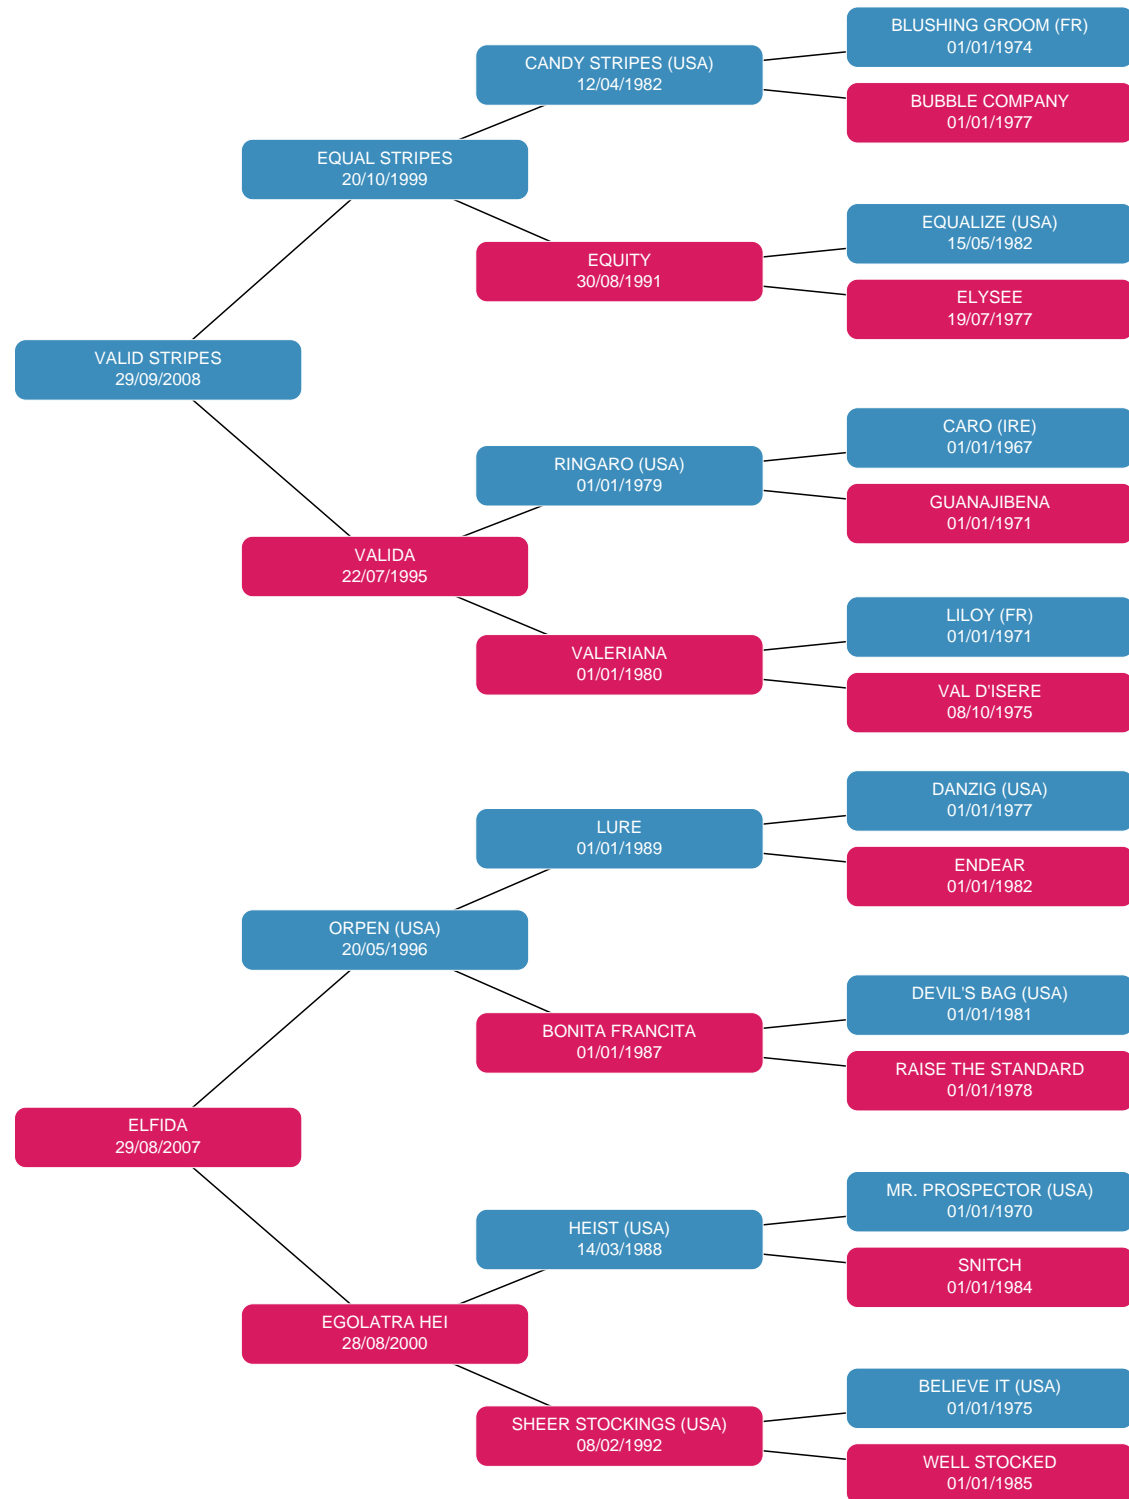 BLUSHING GROOM (FR)
01/01/1974
CANDY STRIPES (USA)
12/04/1982
BUBBLE COMPANY
01/01/1977
EQUAL STRIPES
20/10/1999
EQUALIZE (USA)
15/05/1982
EQUITY
30/08/1991
ELYSEE
19/07/1977
VALID STRIPES
29/09/2008
CARO (IRE)
01/01/1967
RINGARO (USA)
01/01/1979
GUANAJIBENA
01/01/1971
VALIDA
22/07/1995
LILOY (FR)
01/01/1971
VALERIANA
01/01/1980
VAL D'ISERE
08/10/1975
DANZIG (USA)
01/01/1977
LURE
01/01/1989
ENDEAR
01/01/1982
ORPEN (USA)
20/05/1996
DEVIL'S BAG (USA)
01/01/1981
BONITA FRANCITA
01/01/1987
RAISE THE STANDARD
01/01/1978
ELFIDA
29/08/2007
MR. PROSPECTOR (USA)
01/01/1970
HEIST (USA)
14/03/1988
SNITCH
01/01/1984
EGOLATRA HEI
28/08/2000
BELIEVE IT (USA)
01/01/1975
SHEER STOCKINGS (USA)
08/02/1992
WELL STOCKED
01/01/1985